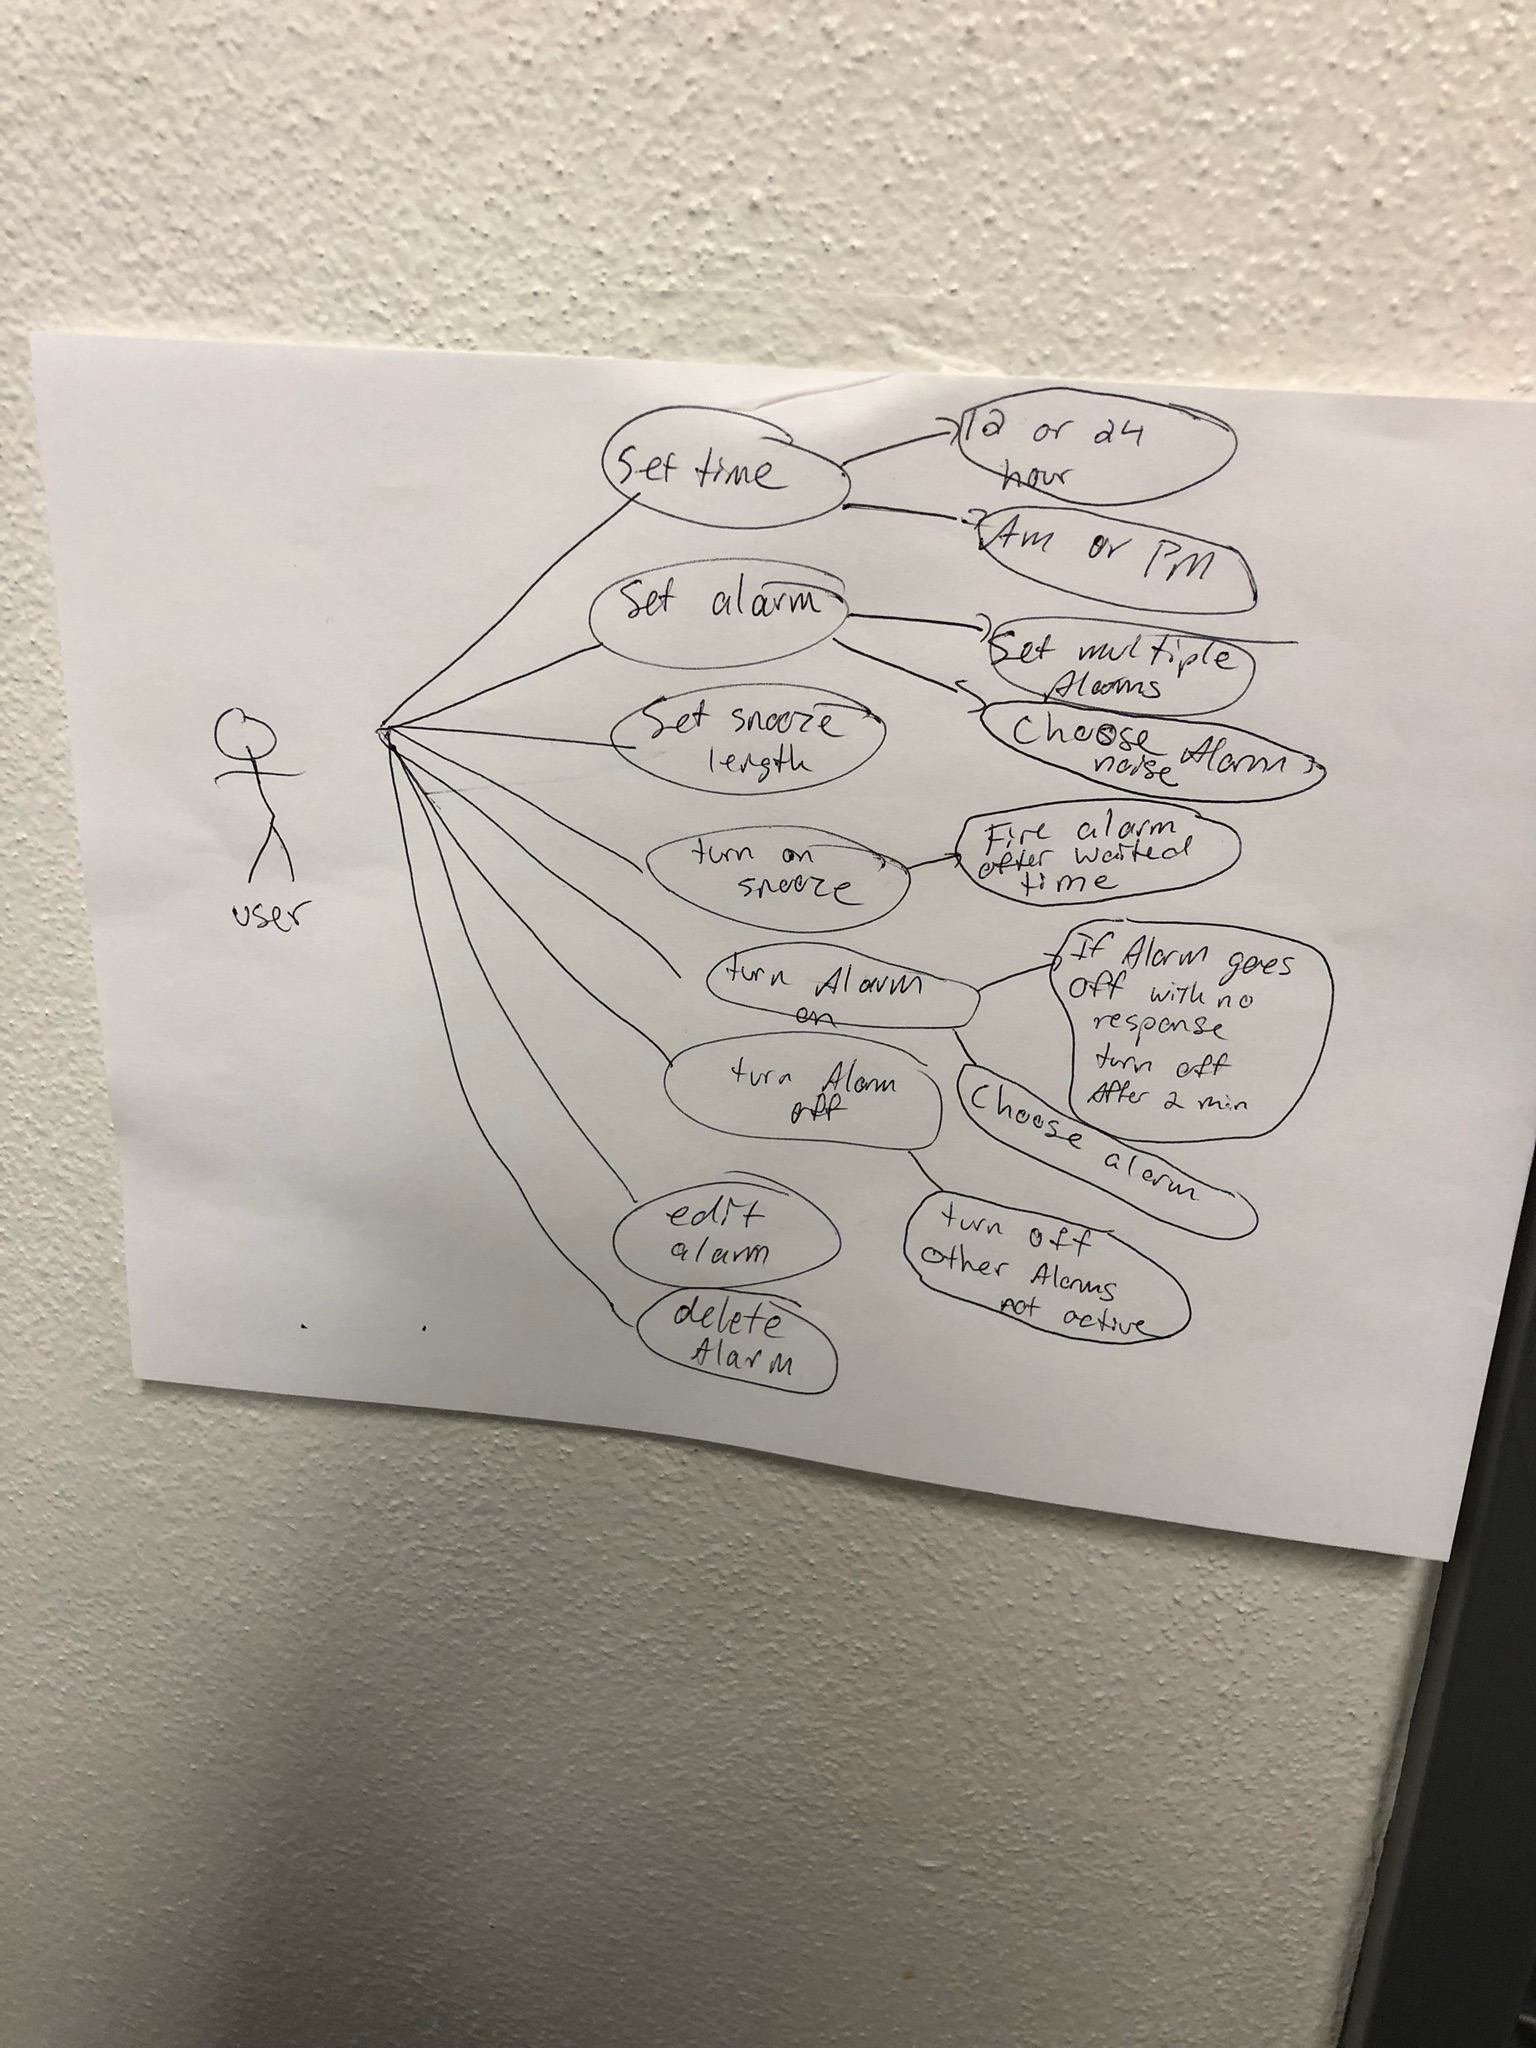 Set time
12 or 24
hour
Am or PM
Set alarm
Set multiple
Alarms
Choose Alarm
noise
Set snooze
length
turn on
snooze
Fire alarm
after waited
time
turn Alarm
on
If Alarm goes
off with no
response
turn off
After 2 min
Choose alarm
turn Alarm
off
turn off
other Alarms
not active
edit
alarm
delete
Alarm
user